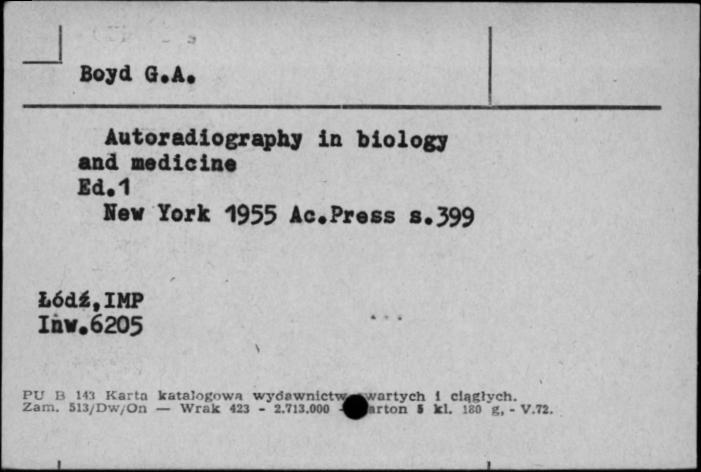 Boyd G.A.
Autoradiography in biology
and medicine
Ed.1
New York 1955 Ac.Press s.399
Łódź,IMP
Inw.6205
PU B 143 Karta katalogowa wydawnictw wartych i ciągłych.
Zam. 513/Dw/On — Wrak 423 - 2.713.000 - arton 5 kl. 180 g, - V.72.